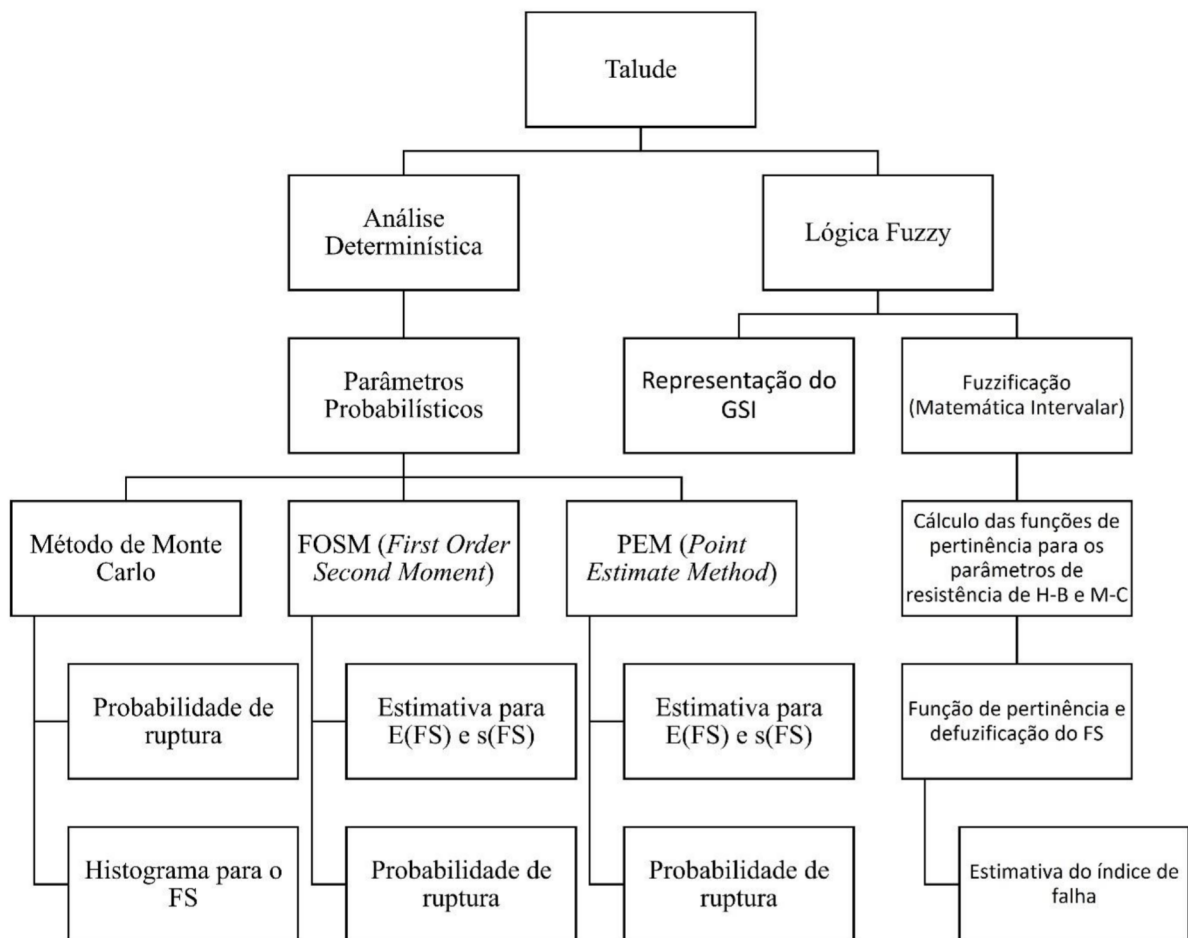 Talude
Análise
Determinística
Lógica Fuzzy
Parâmetros
Probabilísticos
Representação do
GSI
Fuzzificação
(Matemática Intervalar)
Método de Monte
Carlo
FOSM (First Order
Second Moment)
PEM (Point
Estimate Method)
Cálculo das funções de
pertinência para os
parâmetros de
resistência de H-B e M-C
Probabilidade de
ruptura
Estimativa para
E(FS) e s(FS)
Estimativa para
E(FS) e s(FS)
Função de pertinência e
defuzificação do FS
Histograma para o
FS
Probabilidade de
ruptura
Probabilidade de
ruptura
Estimativa do índice de
falha